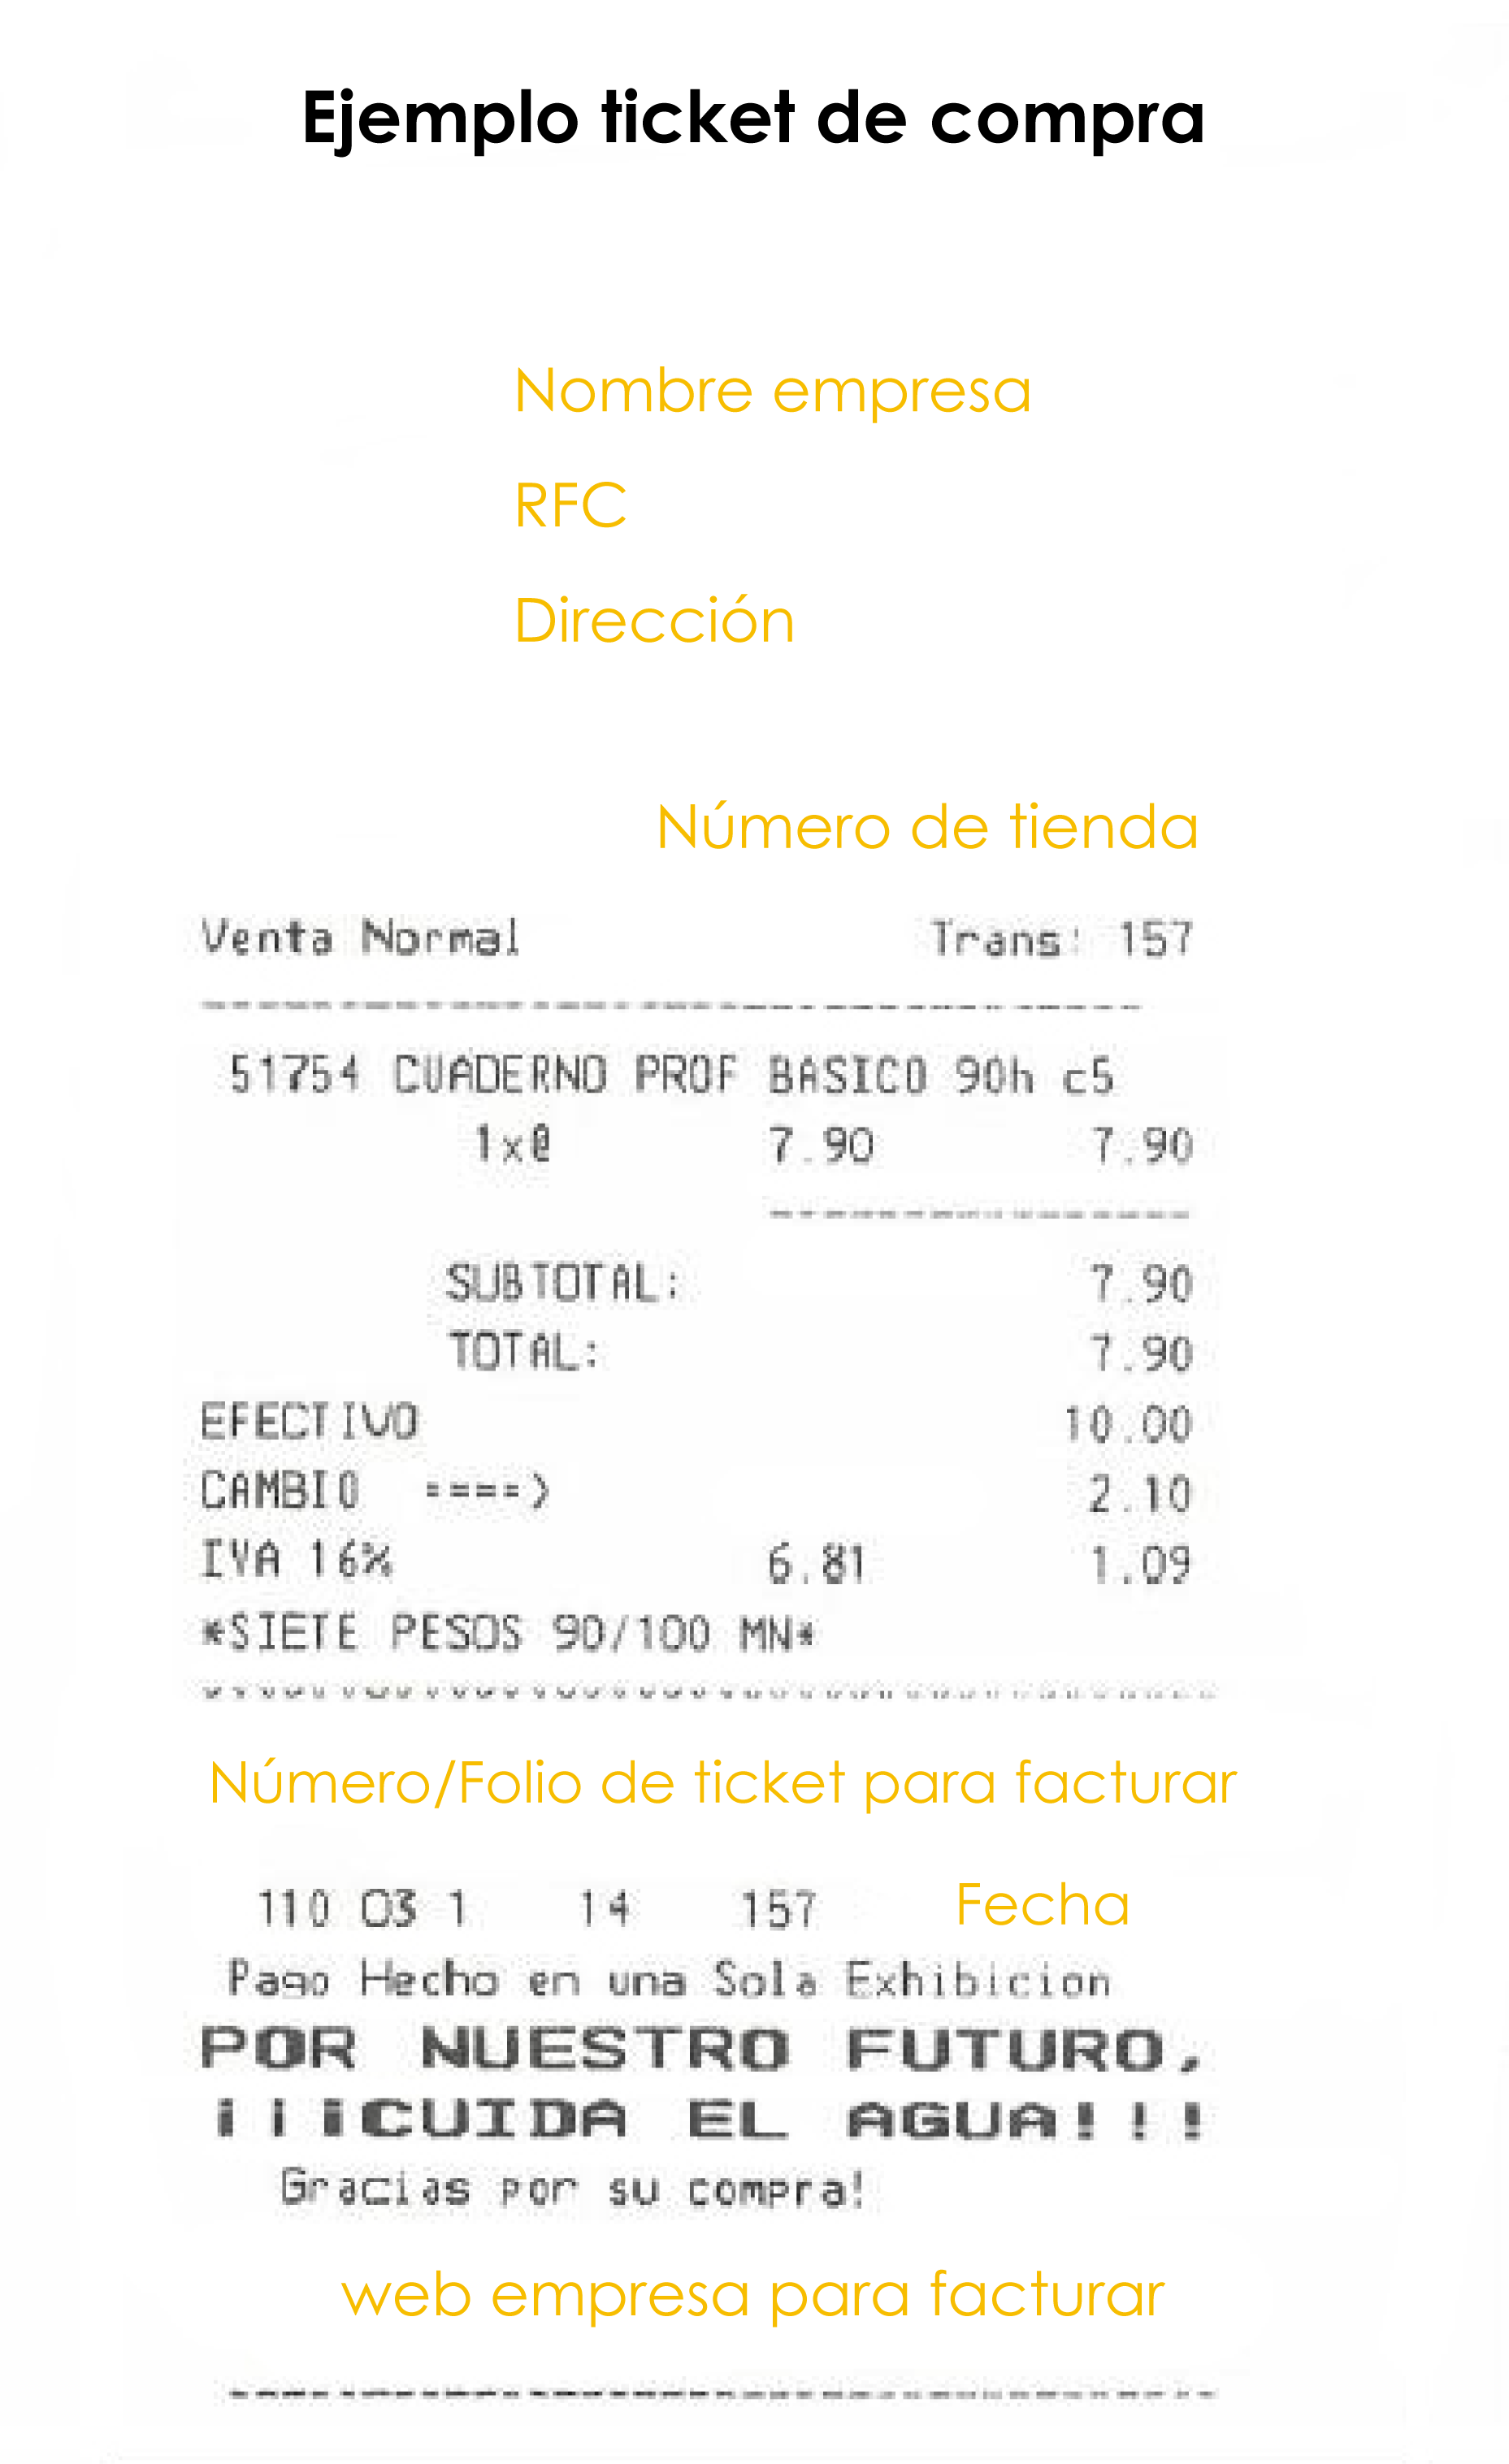 Ejemplo ticket de compra
Nombre empresa
RFC
Dirección
Número de tienda
Venta Normal Trans: 157
51754 CUADERNO PROF BASICO 90h c5
1x@ 7.90 7.90
SUBTOTAL: 7.90
TOTAL: 7.90
EFECTIVO 10.00
CAMBIO ====> 2.10
IVA 16% 6.81 1.09
*SIETE PESOS 90/100 MN*
Número/Folio de ticket para facturar
110 03 1 14 157 Fecha
Pago Hecho en una Sola Exhibicion
POR NUESTRO FUTURO,
¡¡¡CUIDA EL AGUA!!!
Gracias por su compra!
web empresa para facturar